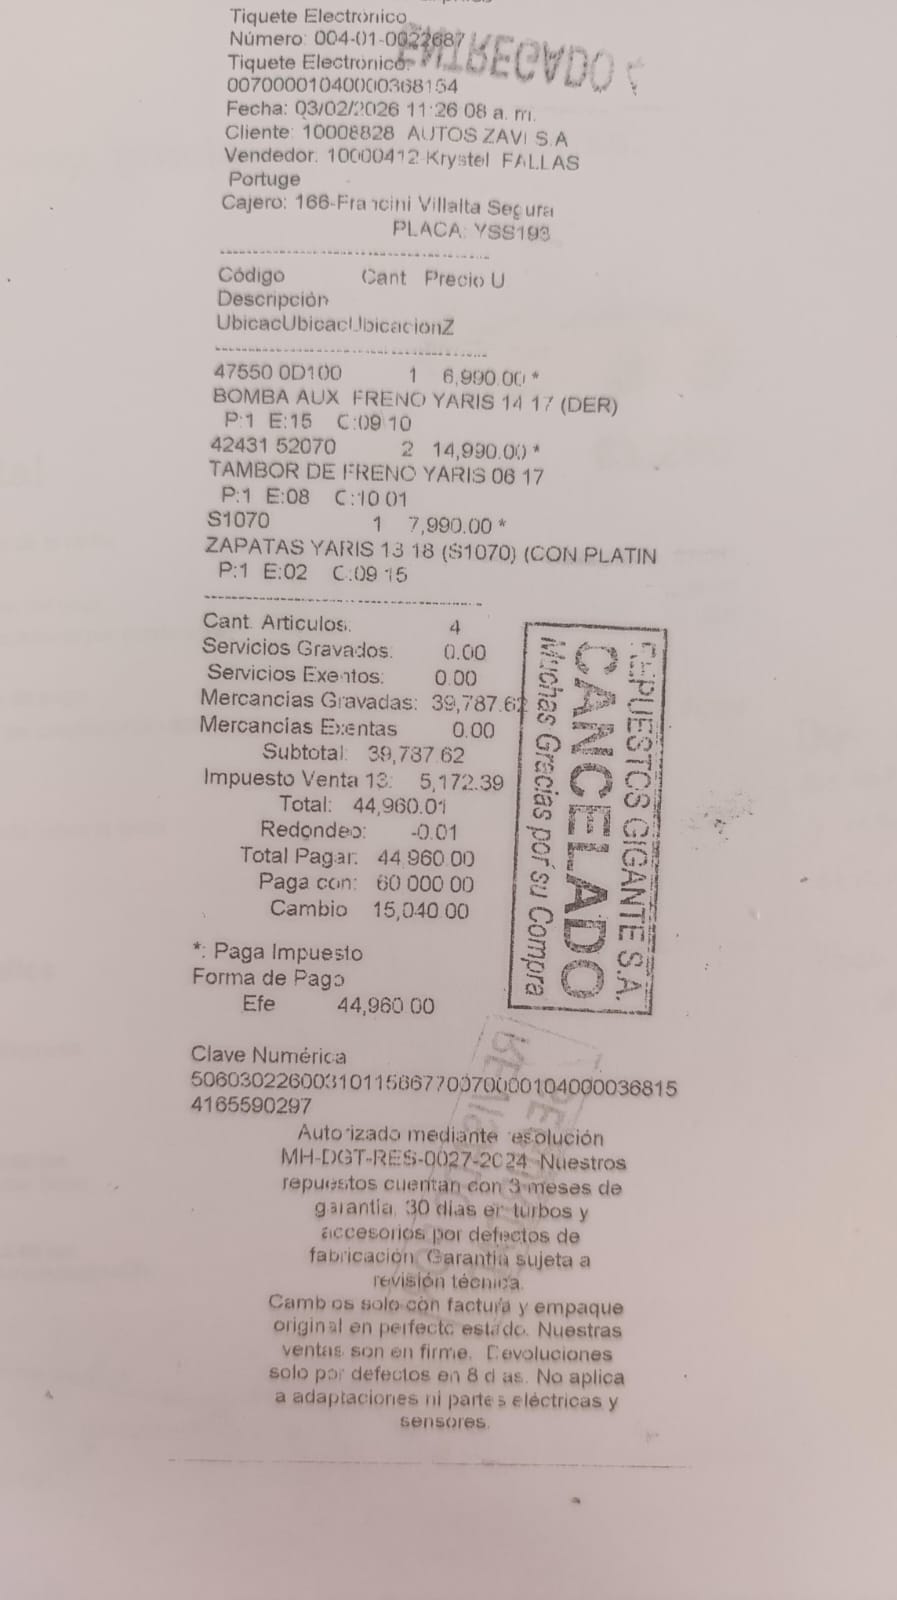 Tiquete Electrónico
Número: 004-01-0022687
ENTREGADO
Tiquete Electrónico:
00700001040000368154
Fecha: 03/02/2026 11:26 08 a. m.
Cliente: 10008828 AUTOS ZAVI S.A
Vendedor: 10000412-Krystel FALLAS
Portuge
Cajero: 166-Francini Villalta Segura
PLACA: YSS193
Código Cant Precio U
Descripción
UbicacUbicacUbicacionZ
47550 0D100 1 6,990.00 *
BOMBA AUX FRENO YARIS 14 17 (DER)
P:1 E:15 C:09 10
42431 52070 2 14,990.00 *
TAMBOR DE FRENO YARIS 06 17
P:1 E:08 C:10 01
S1070 1 7,990.00 *
ZAPATAS YARIS 13 18 (S1070) (CON PLATIN
P:1 E:02 C:09 15
Cant. Articulos: 4
Servicios Gravados: 0.00
Servicios Exentos: 0.00
Mercancias Gravadas: 39,787.62
Mercancias Exentas 0.00
Subtotal: 39,787.62
Impuesto Venta 13: 5,172.39
Total: 44,960.01
Redondeo: -0.01
Total Pagar: 44,960.00
Paga con: 60 000 00
Cambio 15,040.00
REPUESTOS GIGANTE S.A.
CANCELADO
Muchas Gracias por su Compra
*: Paga Impuesto
Forma de Pago
Efe 44,960 00
Clave Numérica
50603022600310115667700700001040000036815
4165590297
Autorizado mediante resolución
MH-DGT-RES-0027-2024 Nuestros
repuestos cuentan con 3 meses de
garantia, 30 dias en turbos y
accesorios por defectos de
fabricación. Garantia sujeta a
revisión técnica.
Cambios solo con factura y empaque
original en perfecto estado. Nuestras
ventas son en firme. Devoluciones
solo por defectos en 8 dias. No aplica
a adaptaciones ni partes eléctricas y
sensores.